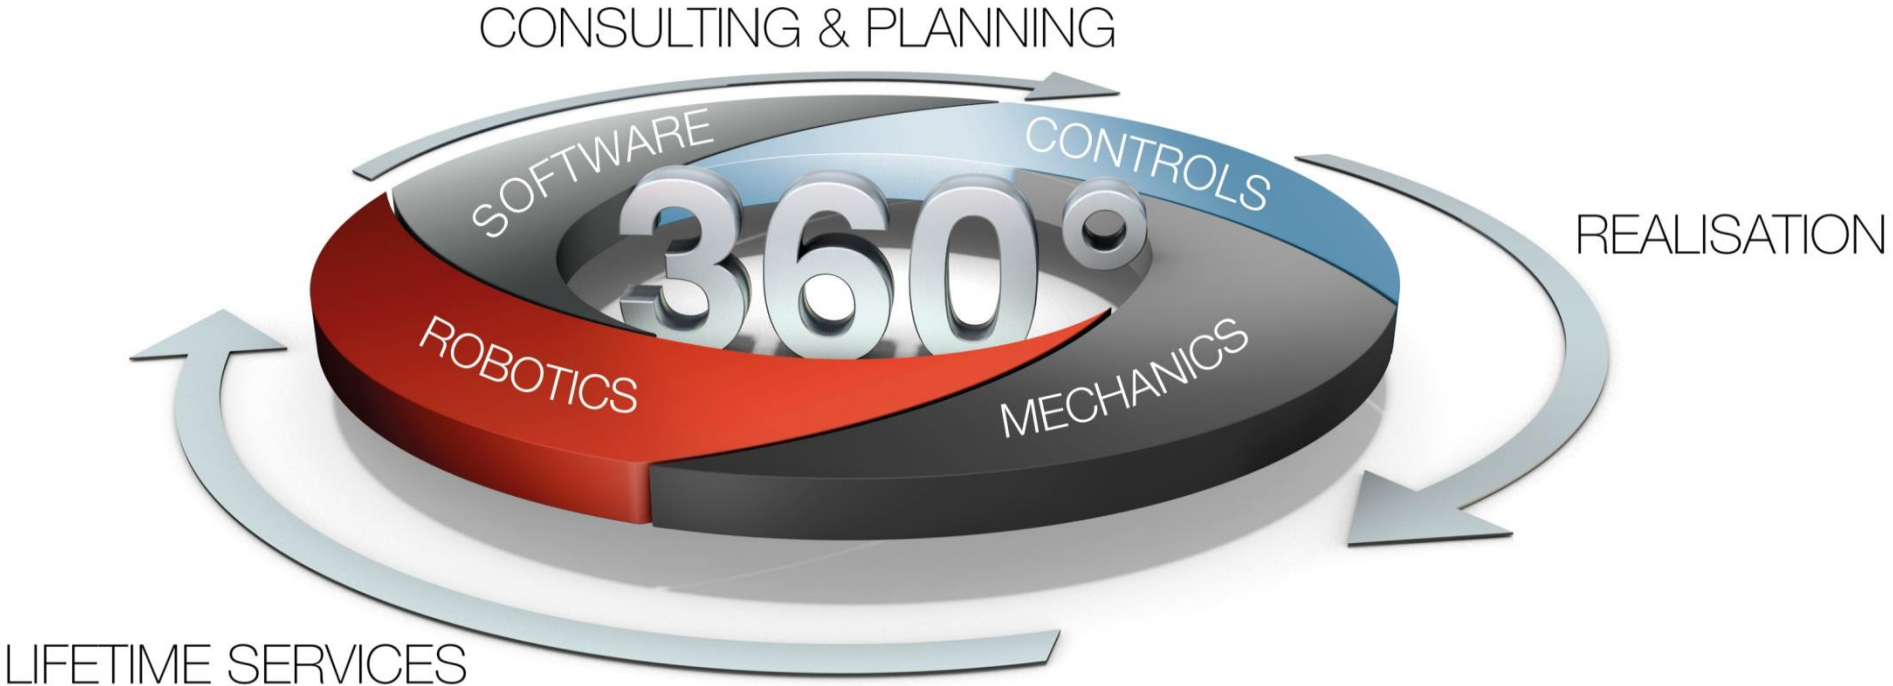 CONSULTING & PLANNING
SOFTWARE
CONTROLS
360°
REALISATION
ROBOTICS
MECHANICS
LIFETIME SERVICES